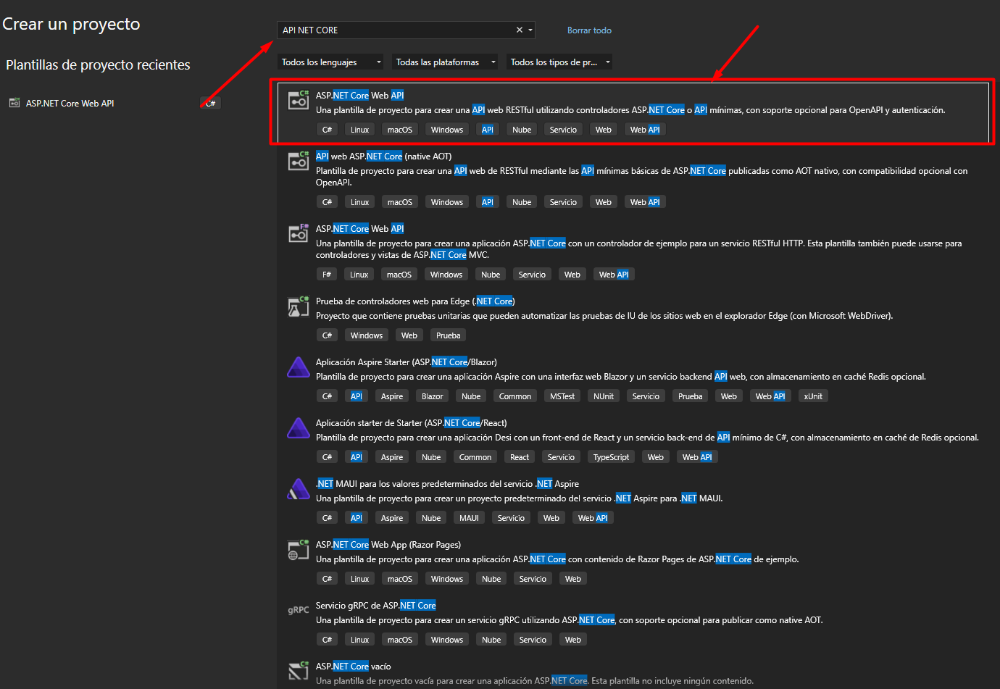 Crear un proyecto
API NET CORE
Borrar todo
Todos los lenguajes
Todas las plataformas
Todos los tipos de pr...
Plantillas de proyecto recientes
ASP.NET Core Web API
C#
ASP.NET Core Web API
Una plantilla de proyecto para crear una API web RESTful utilizando controladores ASP.NET Core o API mínimas, con soporte opcional para OpenAPI y autenticación.
C# Linux macOS Windows API Nube Servicio Web Web API
API web ASP.NET Core (native AOT)
Plantilla de proyecto para crear una API web de RESTful mediante las API mínimas básicas de ASP.NET Core publicadas como AOT nativo, con compatibilidad opcional con
OpenAPI.
C# Linux macOS Windows API Nube Servicio Web Web API
ASP.NET Core Web API
Una plantilla de proyecto para crear una aplicación ASP.NET Core con un controlador de ejemplo para un servicio RESTful HTTP. Esta plantilla también puede usarse para
controladores y vistas de ASP.NET Core MVC.
F# Linux macOS Windows Nube Servicio Web Web API
Prueba de controladores web para Edge (.NET Core)
Proyecto que contiene pruebas unitarias que pueden automatizar las pruebas de IU de los sitios web en el explorador Edge (con Microsoft WebDriver).
C# Windows Web Prueba
Aplicación Aspire Starter (ASP.NET Core/Blazor)
Plantilla de proyecto para crear una aplicación Aspire con una interfaz web Blazor y un servicio backend API web, con almacenamiento en caché Redis opcional.
C# API Aspire Blazor Nube Common MSTest NUnit Servicio Prueba Web Web API xUnit
Aplicación starter de Starter (ASP.NET Core/React)
Plantilla de proyecto para crear una aplicación Desi con un front-end de React y un servicio back-end de API mínimo de C#, con almacenamiento en caché de Redis opcional.
C# API Aspire Nube Common React Servicio TypeScript Web Web API
.NET MAUI para los valores predeterminados del servicio .NET Aspire
Una plantilla de proyecto para crear un proyecto predeterminado del servicio .NET Aspire para .NET MAUI.
C# API Aspire Nube MAUI Servicio Web Web API
ASP.NET Core Web App (Razor Pages)
Una plantilla de proyecto para crear una aplicación ASP.NET Core con contenido de Razor Pages de ASP.NET Core de ejemplo.
C# Linux macOS Windows Nube Servicio Web
gRPC
Servicio gRPC de ASP.NET Core
Una plantilla de proyecto para crear un servicio gRPC utilizando ASP.NET Core, con soporte opcional para publicar como native AOT.
C# Linux macOS Windows Nube Servicio Web
ASP.NET Core vacío
Una plantilla de proyecto vacía para crear una aplicación ASP.NET Core. Esta plantilla no incluye ningún contenido.